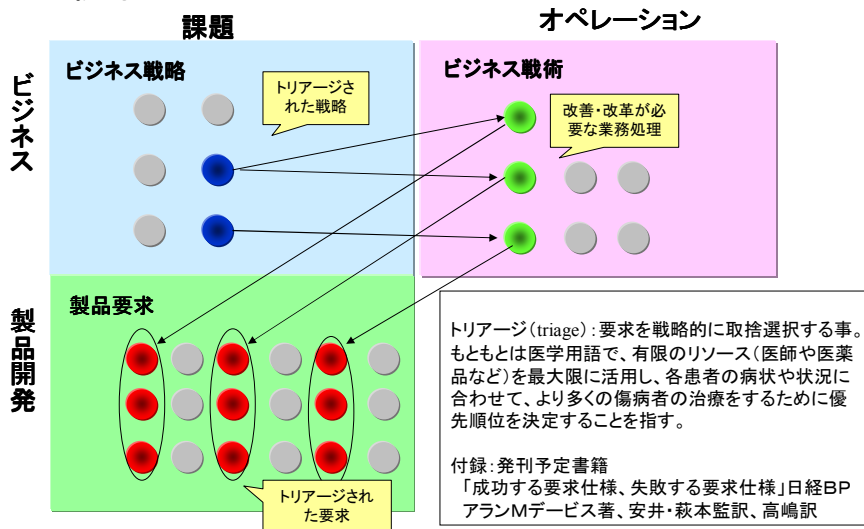 課題
オペレーション
ビジネス
製品開発
ビジネス戦略
トリアージさ
れた戦略
ビジネス戦術
改善・改革が必
要な業務処理
製品要求
トリアージされ
た要求
トリアージ(triage):要求を戦略的に取捨選択する事。
もともとは医学用語で、有限のリソース(医師や医薬
品など)を最大限に活用し、各患者の病状や状況に
合わせて、より多くの傷病者の治療をするために優
先順位を決定することを指す。
付録:発刊予定書籍
「成功する要求仕様、失敗する要求仕様」日経BP
アランMデービス著、安井・萩本監訳、高嶋訳